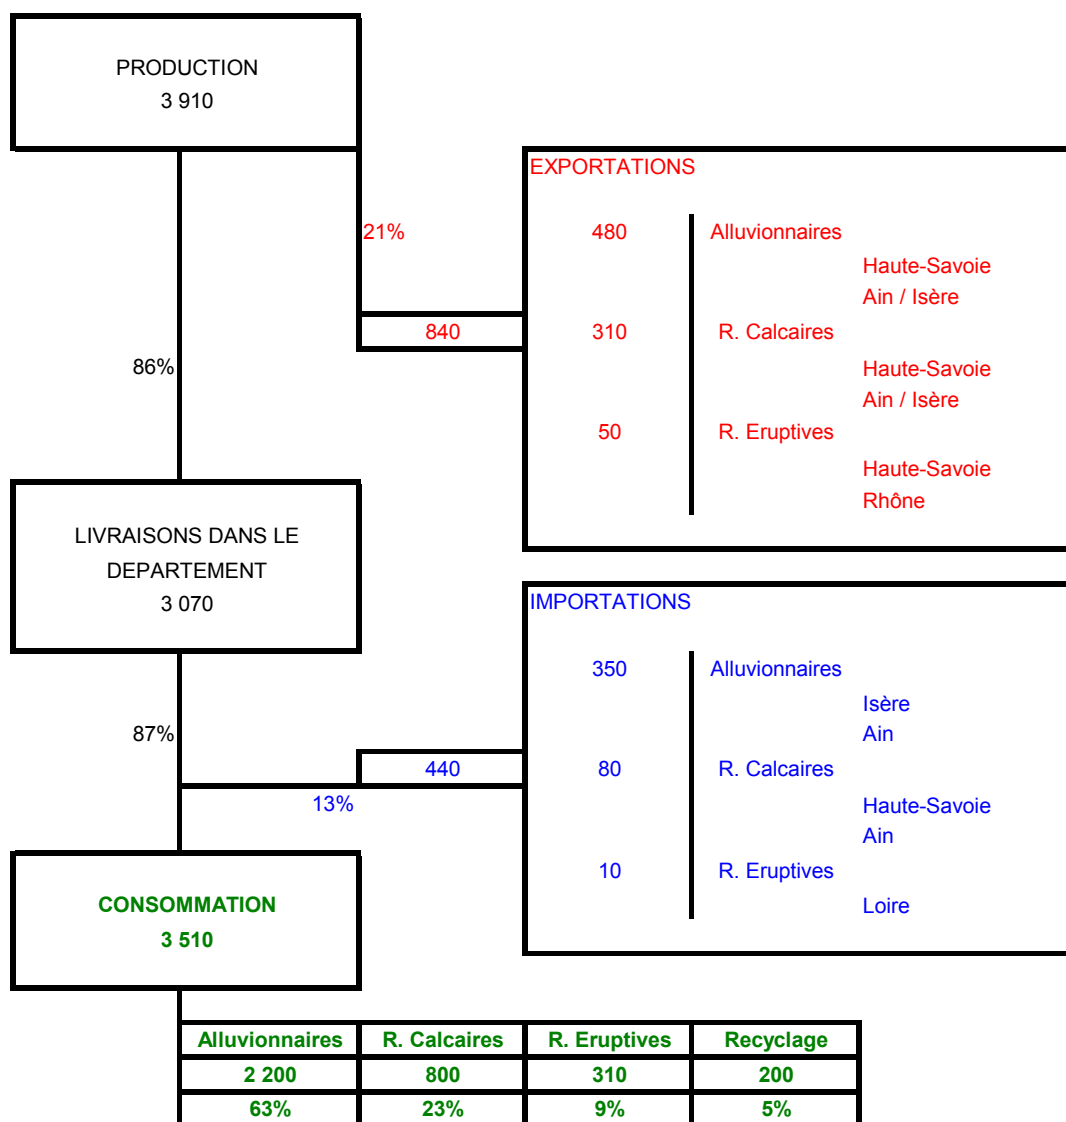 PRODUCTION
3 910
EXPORTATIONS
21%
480 Alluvionnaires
Haute-Savoie
Ain / Isère
840
310 R. Calcaires
86%
Haute-Savoie
Ain / Isère
50 R. Eruptives
Haute-Savoie
Rhône
LIVRAISONS DANS LE
DEPARTEMENT
3 070
IMPORTATIONS
350 Alluvionnaires
Isère
Ain
87%
440
80 R. Calcaires
13%
Haute-Savoie
Ain
10 R. Eruptives
Loire
CONSOMMATION
3 510
Alluvionnaires R. Calcaires R. Eruptives Recyclage
2 200 800 310 200
63% 23% 9% 5%